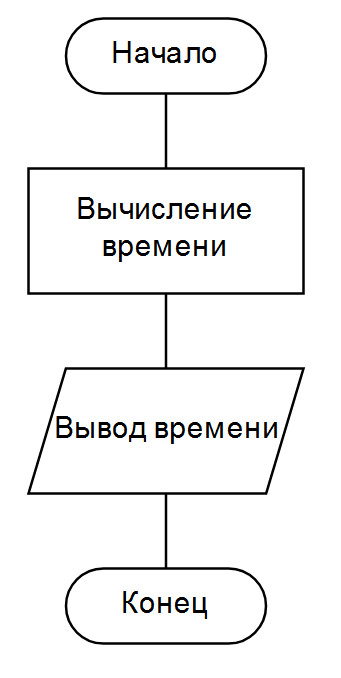 Начало
Вычисление
времени
Вывод времени
Конец